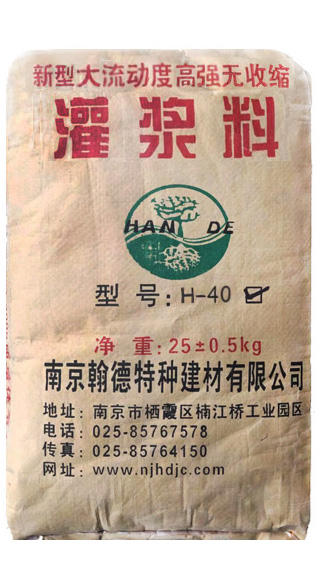 新型大流动度高强无收缩
灌浆料
HAN DE
型号:H-40
净重:25±0.5kg
南京翰德特种建材有限公司
地址:南京市栖霞区楠江桥工业园区
电话:025-85767578
传真:025-85764150
网址:www.njhdjc.com